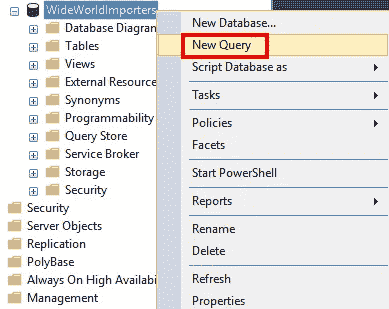 WideWorldImporters
Database Diagran
Tables
Views
External Resource
Synonyms
Programmability
Query Store
Service Broker
Storage
Security
Security
Server Objects
Replication
PolyBase
Always On High Availabi
Management
New Database...
New Query
Script Database as
Tasks
Policies
Facets
Start PowerShell
Reports
Rename
Delete
Refresh
Properties